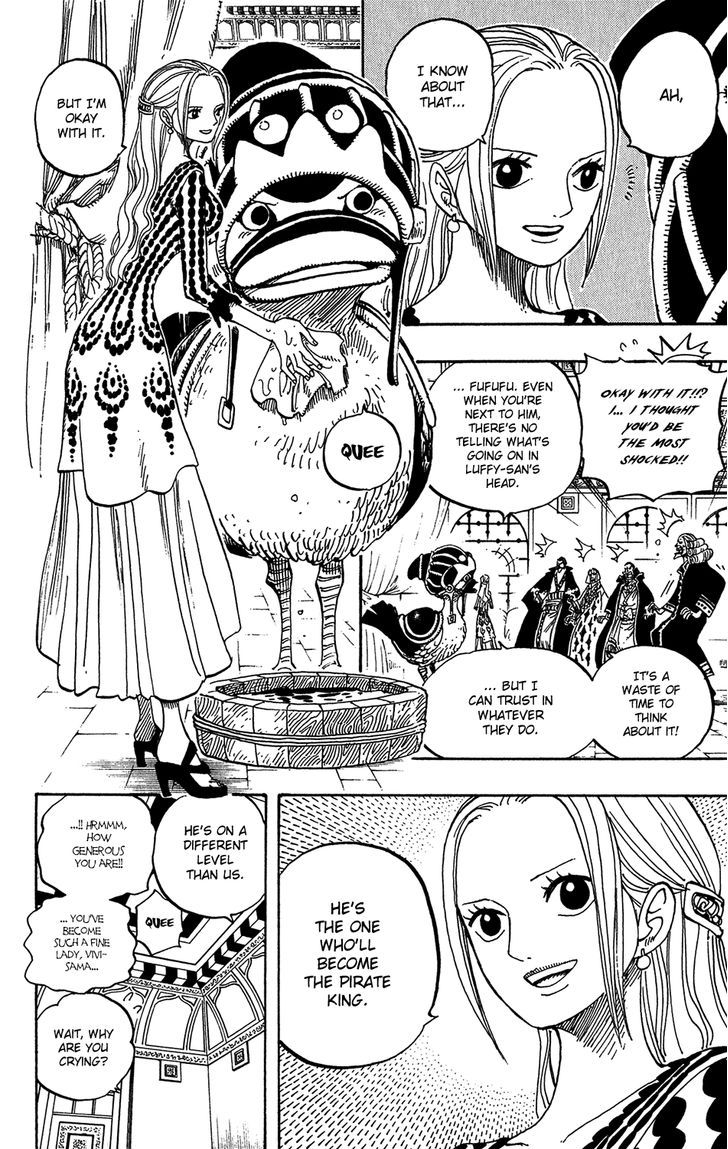 AH,
I KNOW
ABOUT
THAT...
BUT I'M
OKAY
WITH IT.
QUEE
OKAY WITH IT!!?
I... I THOUGHT
YOU'D BE
THE MOST
SHOCKED!!
... FUFUFU. EVEN
WHEN YOU'RE
NEXT TO HIM,
THERE'S NO
TELLING WHAT'S
GOING ON IN
LUFFY-SAN'S
HEAD.
IT'S A
WASTE OF
TIME TO
THINK
ABOUT IT!
... BUT I
CAN TRUST IN
WHATEVER
THEY DO.
HE'S
THE ONE
WHO'LL
BECOME
THE PIRATE
KING.
HE'S ON A
DIFFERENT
LEVEL
THAN US.
...!! HRMMM,
HOW
GENEROUS
YOU ARE!!
QUEE
... YOU'VE
BECOME
SUCH A FINE
LADY, VIVI-
SAMA...
WAIT, WHY
ARE YOU
CRYING?